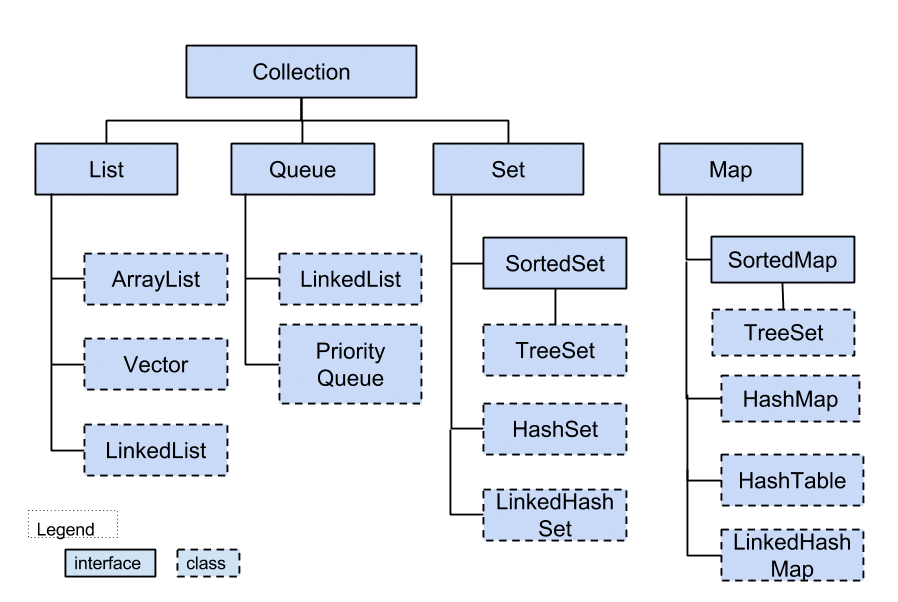 Collection
List
Queue
Set
Map
ArrayList
Vector
LinkedList
LinkedList
Priority
Queue
SortedSet
TreeSet
HashSet
LinkedHash
Set
SortedMap
TreeSet
HashMap
HashTable
LinkedHash
Map
Legend
interface
class